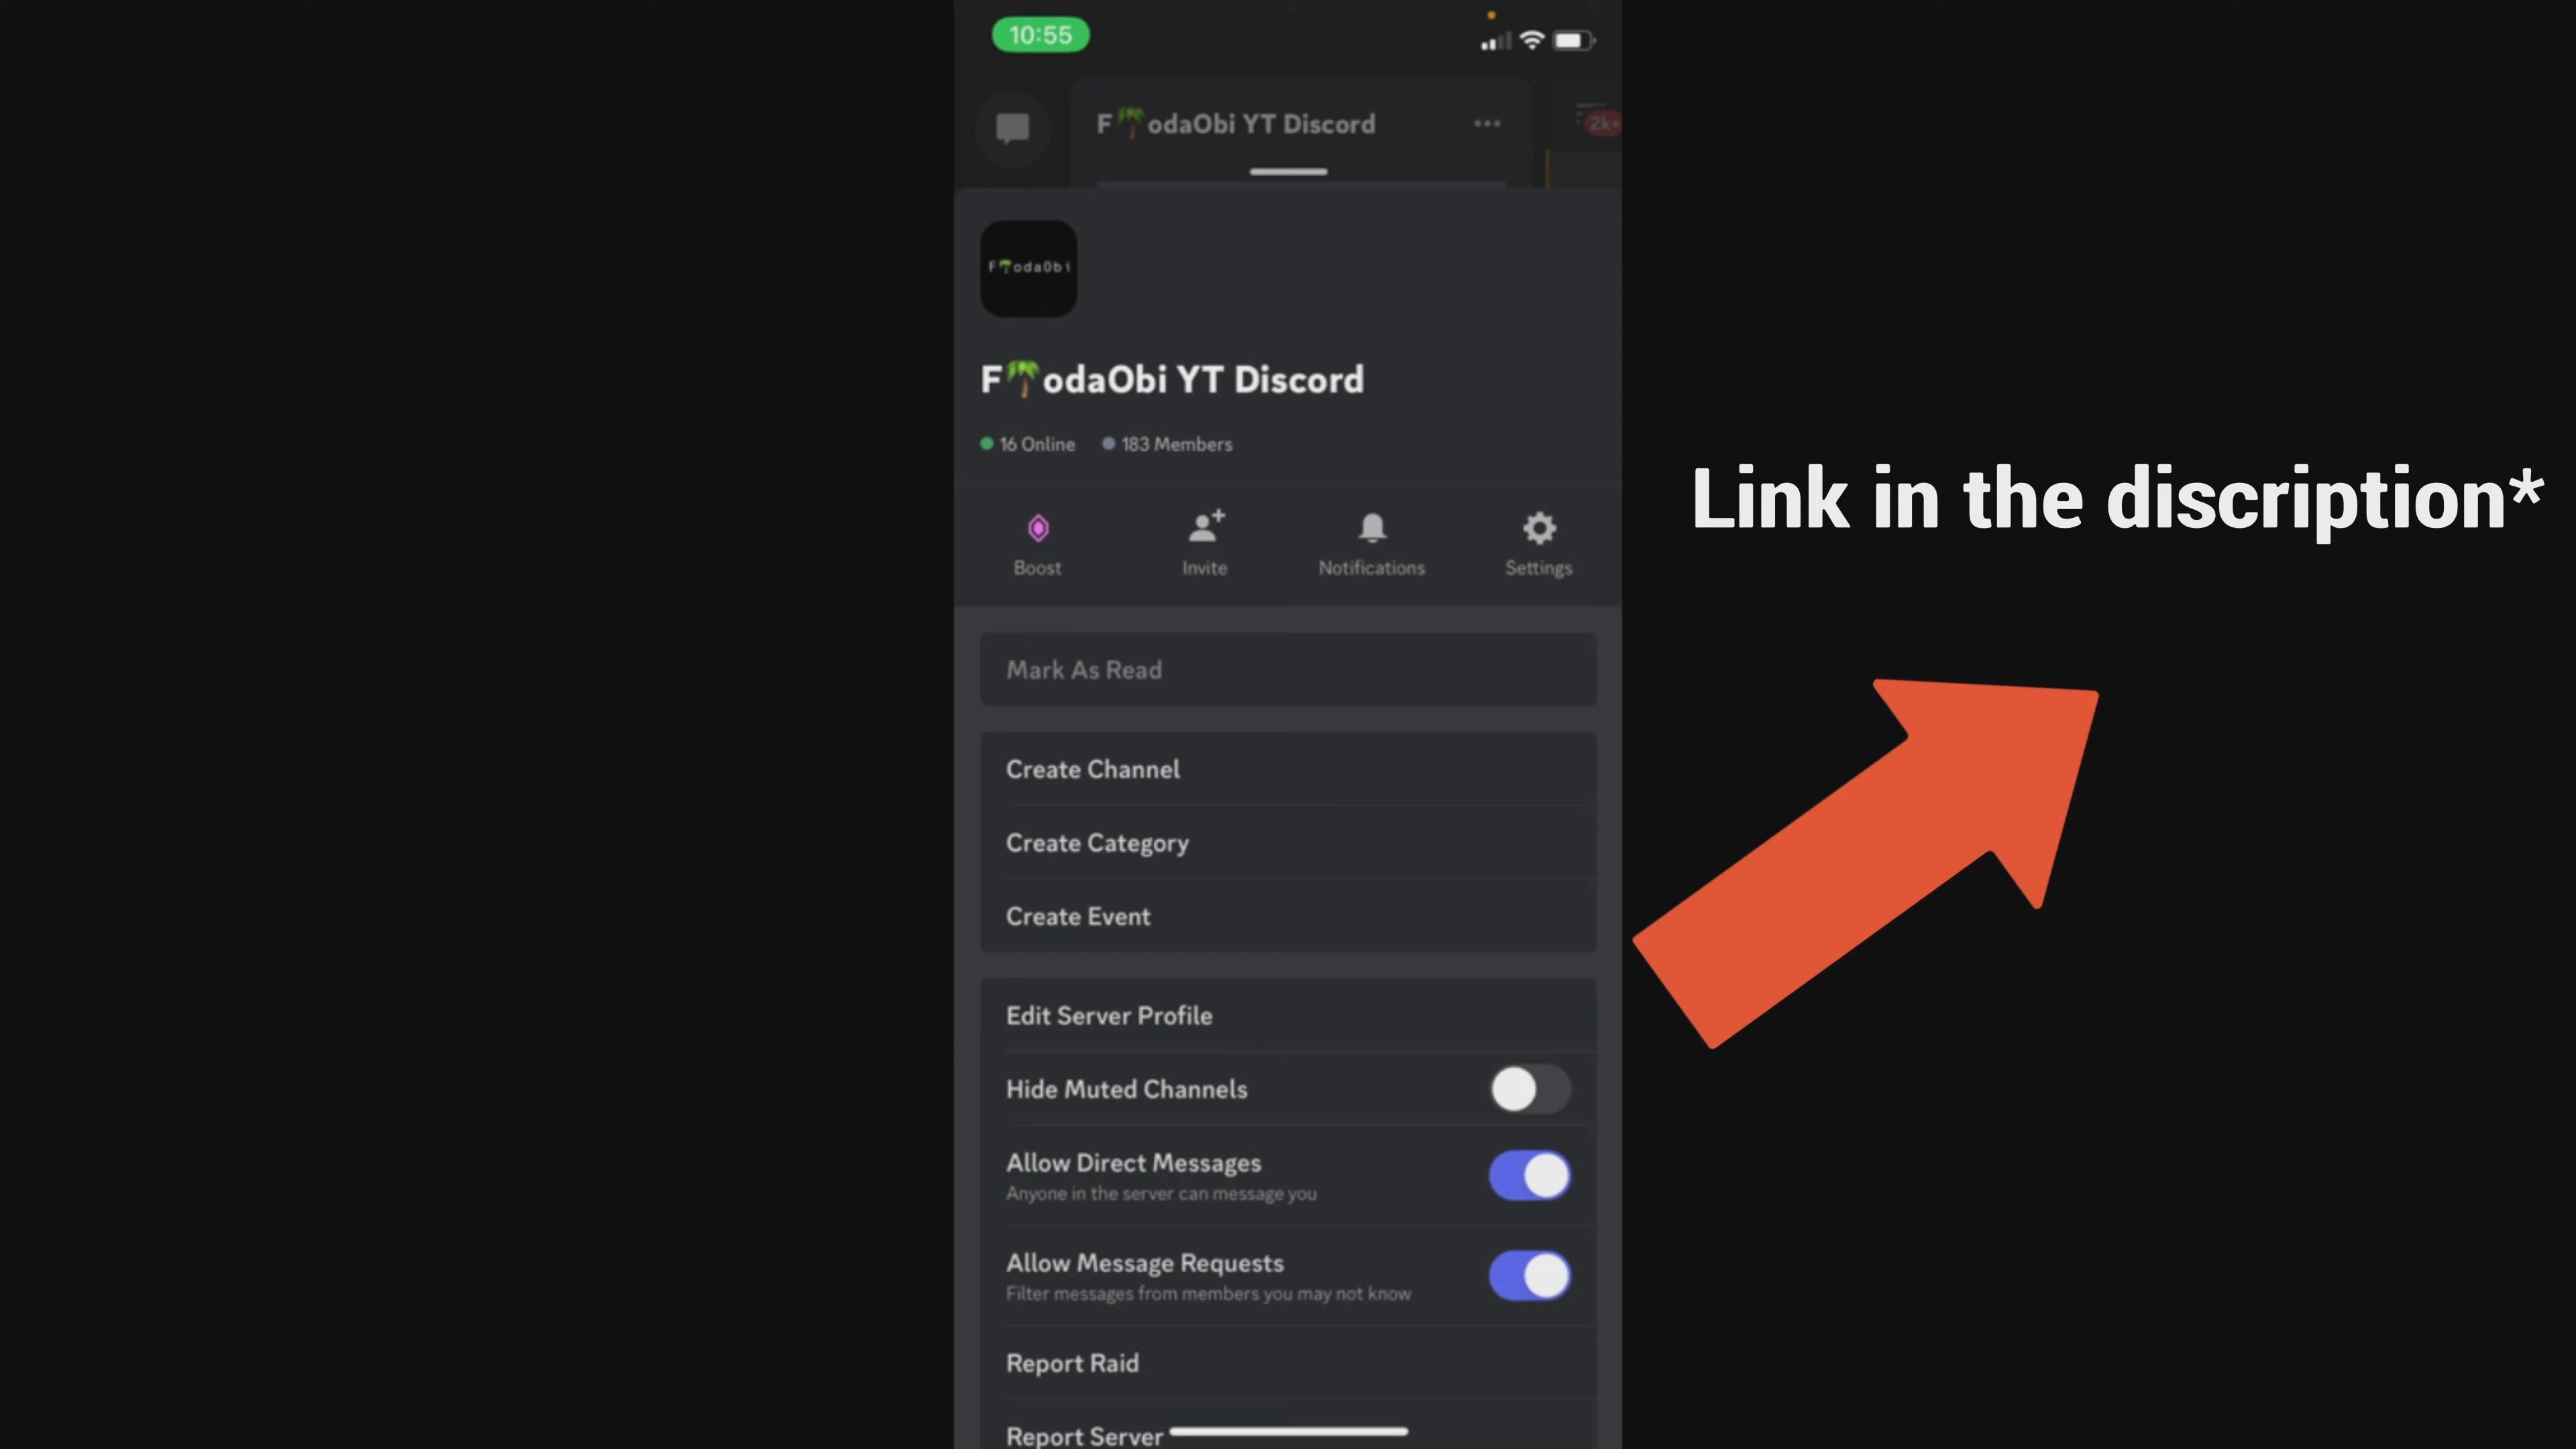 10:55
F🌴odaObi YT Discord
2k+
F🌴odaObi
F🌴odaObi YT Discord
16 Online 183 Members
Boost Invite Notifications Settings
Link in the discription*
Mark As Read
Create Channel
Create Category
Create Event
Edit Server Profile
Hide Muted Channels
Allow Direct Messages
Anyone in the server can message you
Allow Message Requests
Filter messages from members you may not know
Report Raid
Report Server